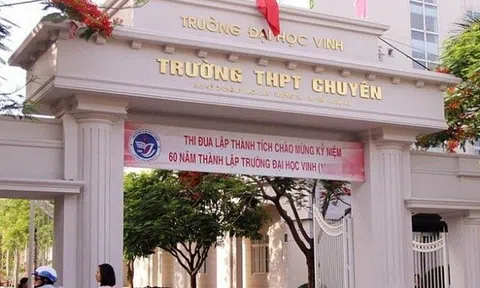 TRƯỜNG ĐẠI HỌC VINH
TRƯỜNG THPT CHUYÊN
THI ĐUA LẬP THÀNH TÍCH CHÀO MỪNG KỶ NIỆM
60 NĂM THÀNH LẬP TRƯỜNG ĐẠI HỌC VINH (1